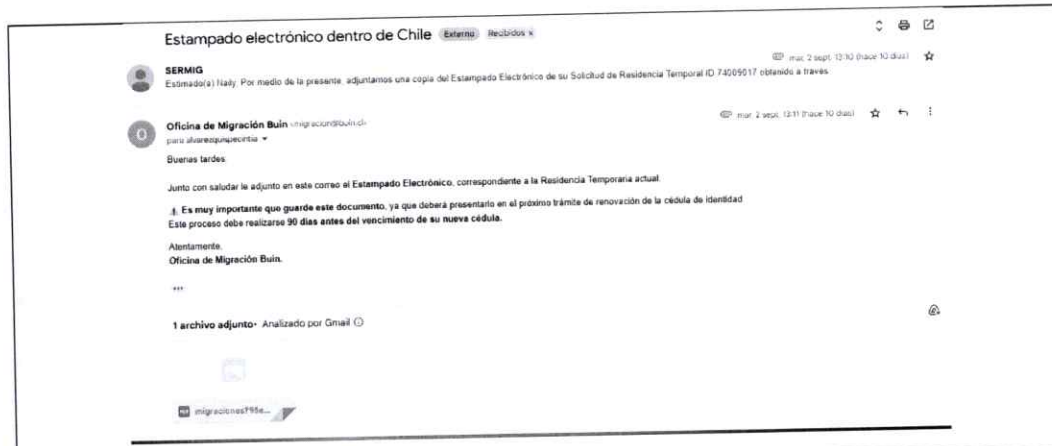 Estampado electrónico dentro de Chile Externo Recibidos x
SERMIG
mar, 2 sept, 13:10 (hace 10 días)
Estimado(a) Nady: Por medio de la presente, adjuntamos una copia del Estampado Electrónico de su Solicitud de Residencia Temporal ID 74009017 obtenido a través
O
Oficina de Migración Buin <migracion@buin.cl>
mar, 2 sept, 13:11 (hace 10 días)
para
Buenas tardes
Junto con saludar le adjunto en este correo el Estampado Electrónico, correspondiente a la Residencia Temporaria actual.
Es muy importante que guarde este documento, ya que deberá presentarlo en el próximo trámite de renovación de la cédula de identidad
Este proceso debe realizarse 90 días antes del vencimiento de su nueva cédula.
Atentamente.
Oficina de Migración Buin.
...
1 archivo adjunto• Analizado por Gmail
PDF